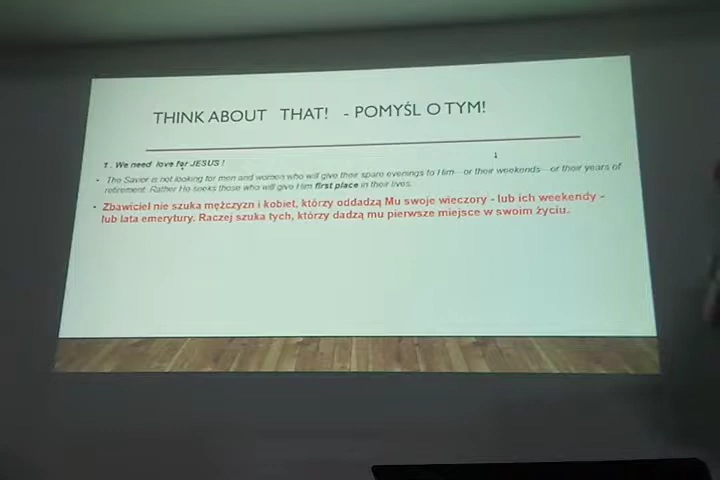 THINK ABOUT THAT! - POMYŚL O TYM!
1. We need love for JESUS!
• The Savior is not looking for men and women who will give their spare evenings to Him—or their weekends—or their years of
retirement. Rather He seeks those who will give Him first place in their lives.
• Zbawiciel nie szuka mężczyzn i kobiet, którzy oddadzą Mu swoje wieczory - lub ich weekendy -
lub lata emerytury. Raczej szuka tych, którzy dadzą mu pierwsze miejsce w swoim życiu.